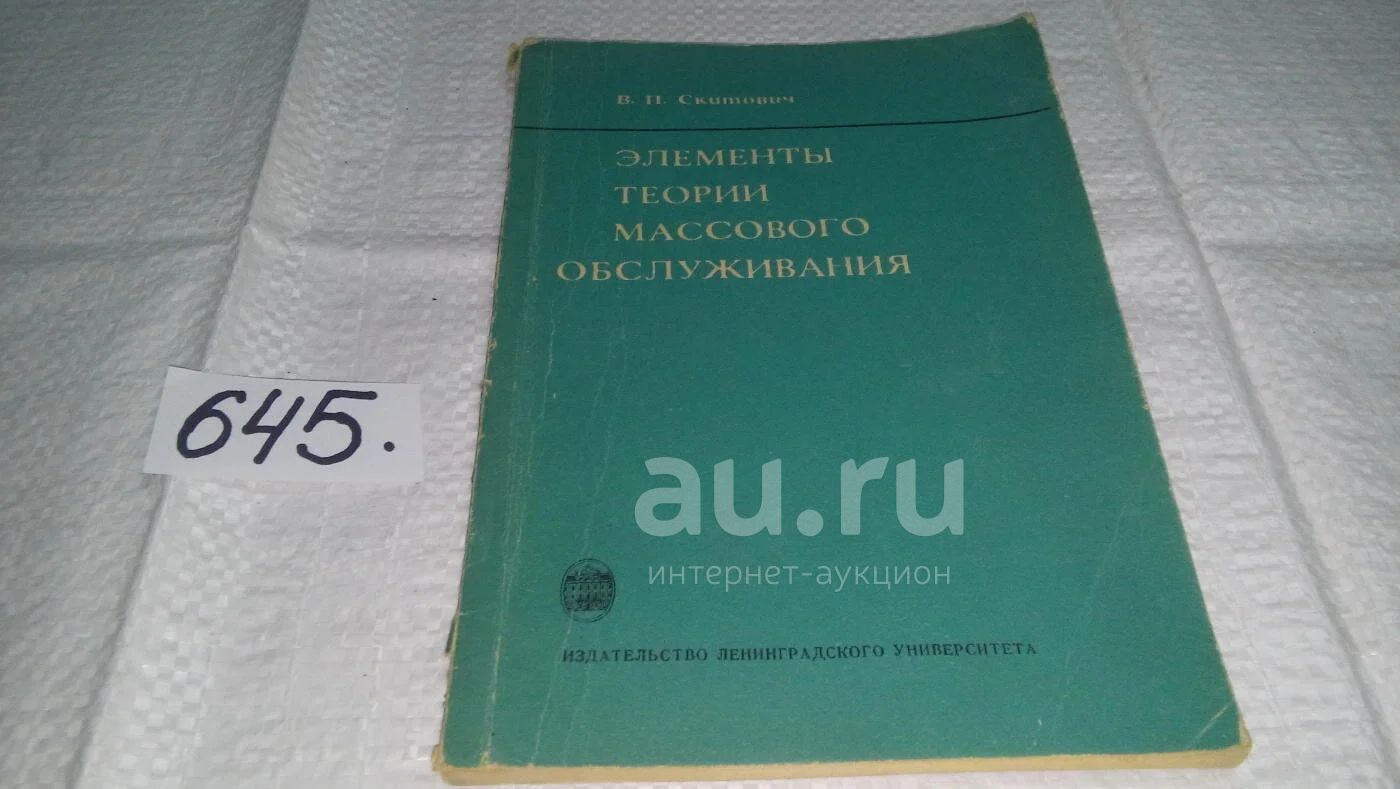 В. П. Скитович
ЭЛЕМЕНТЫ
ТЕОРИИ
МАССОВОГО
ОБСЛУЖИВАНИЯ
645.
au.ru
интернет-аукцион
ИЗДАТЕЛЬСТВО ЛЕНИНГРАДСКОГО УНИВЕРСИТЕТА